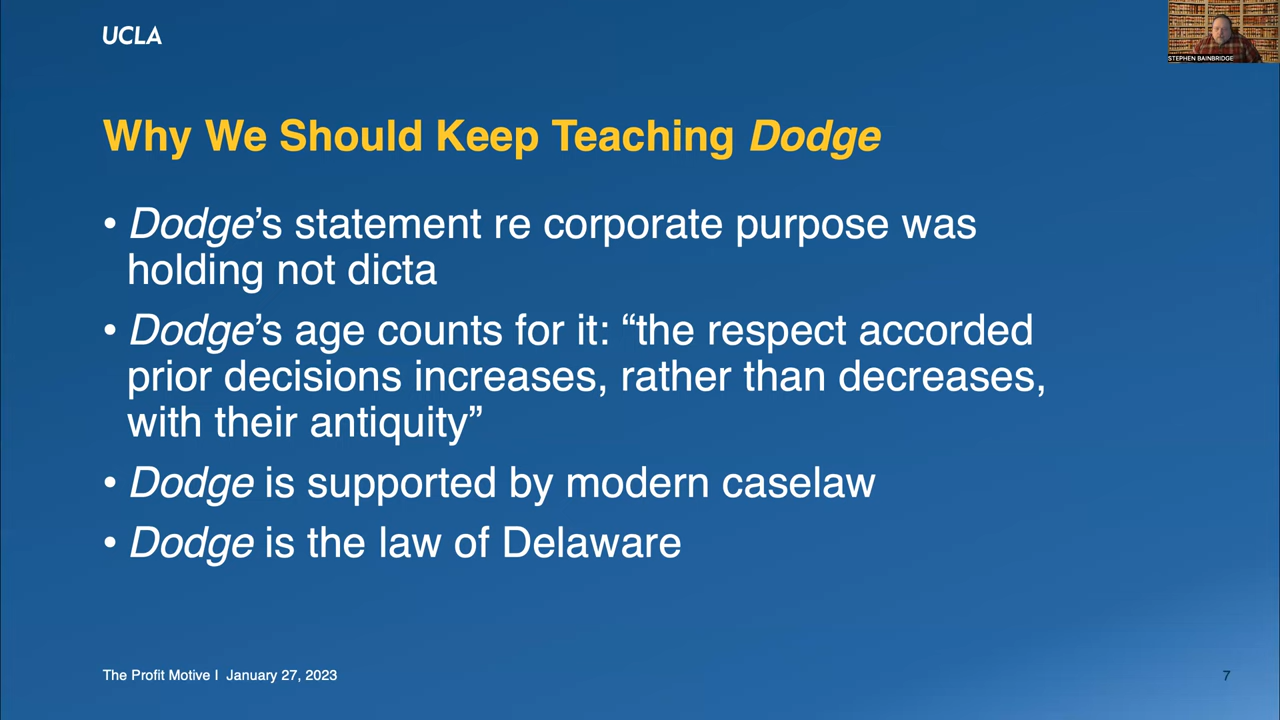 UCLA
STEPHEN BAINBRIDGE
Why We Should Keep Teaching Dodge
• Dodge’s statement re corporate purpose was
holding not dicta
• Dodge’s age counts for it: “the respect accorded
prior decisions increases, rather than decreases,
with their antiquity”
• Dodge is supported by modern caselaw
• Dodge is the law of Delaware
The Profit Motive I January 27, 2023
7